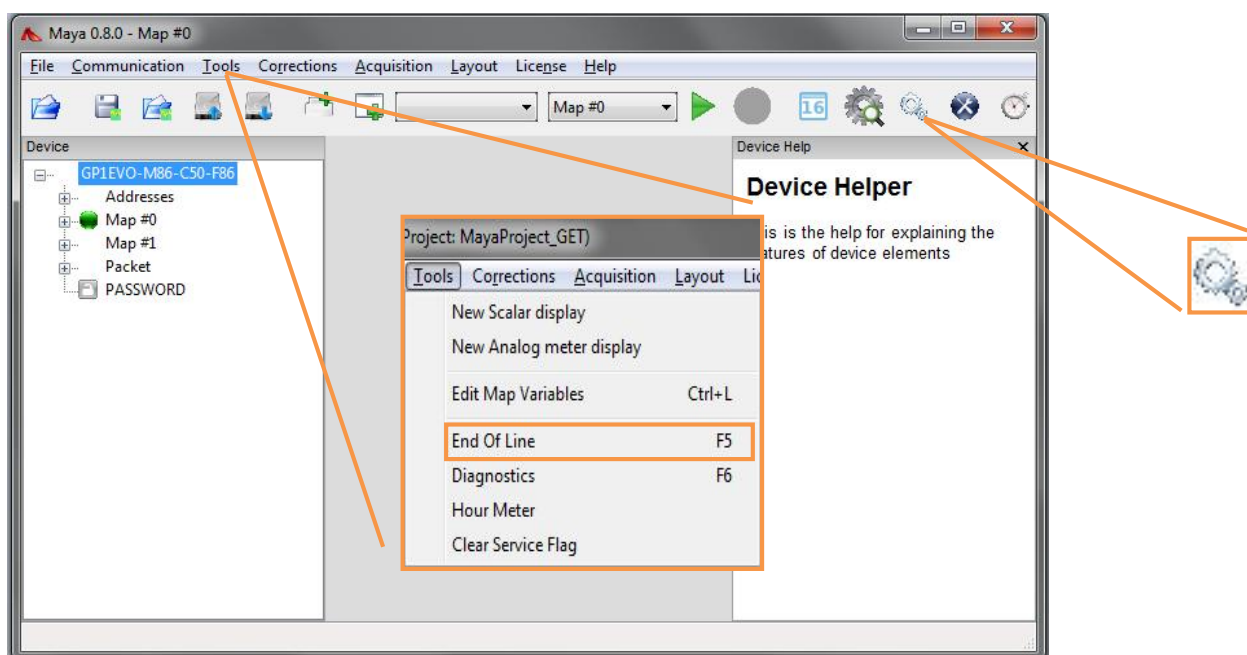 Maya 0.8.0 - Map #0
File Communication Tools Corrections Acquisition Layout License Help
Map #0
16
Device
GP1EVO-M86-C50-F86
Addresses
Map #0
Map #1
Packet
PASSWORD
Device Help
Device Helper
is is the help for explaining the
atures of device elements
Project: MayaProject_GET)
Tools Corrections Acquisition Layout Lic
New Scalar display
New Analog meter display
Edit Map Variables Ctrl+L
End Of Line F5
Diagnostics F6
Hour Meter
Clear Service Flag